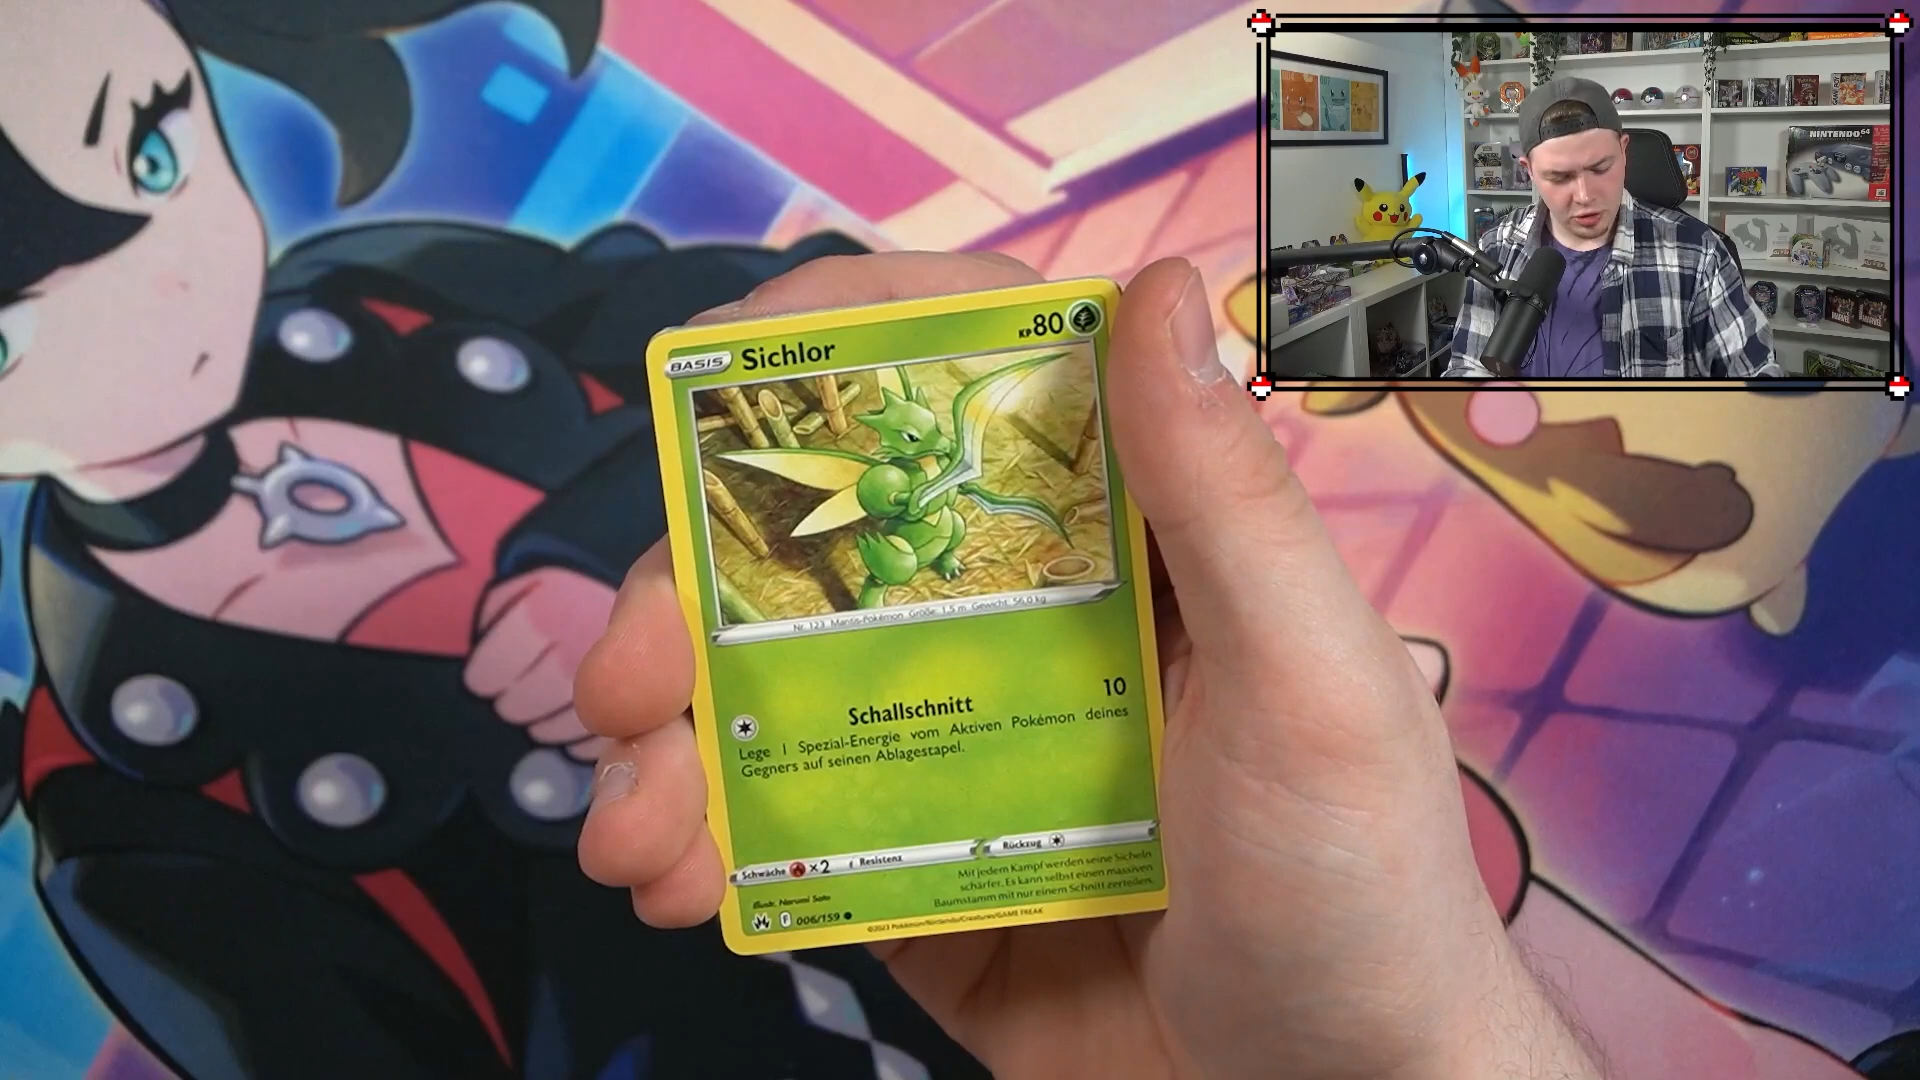 BASIS Sichlor KP80
Nr. 123 Mantis-Pokémon Größe: 1,5 m Gewicht: 56,0 kg
Schallschnitt 10
Lege 1 Spezial-Energie vom Aktiven Pokémon deines
Gegners auf seinen Ablagestapel.
Schwäche ×2 Resistenz Rückzug
Mit jedem Kampf werden seine Sicheln
schärfer. Es kann selbst einen massiven
Baumstamm mit nur einem Schnitt zerteilen.
Illus. Narumi Sato
F 006/159
©2023 Pokémon/Nintendo/Creatures/GAME FREAK
NINTENDO 64
MARVEL